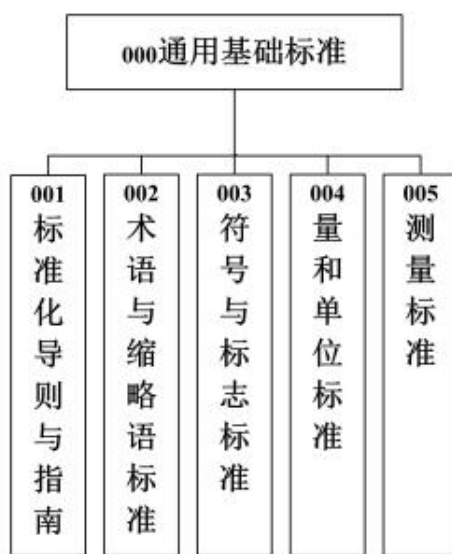 000通用基础标准
001
标准化导则与指南
002
术语与缩略语标准
003
符号与标志标准
004
量和单位标准
005
测量标准